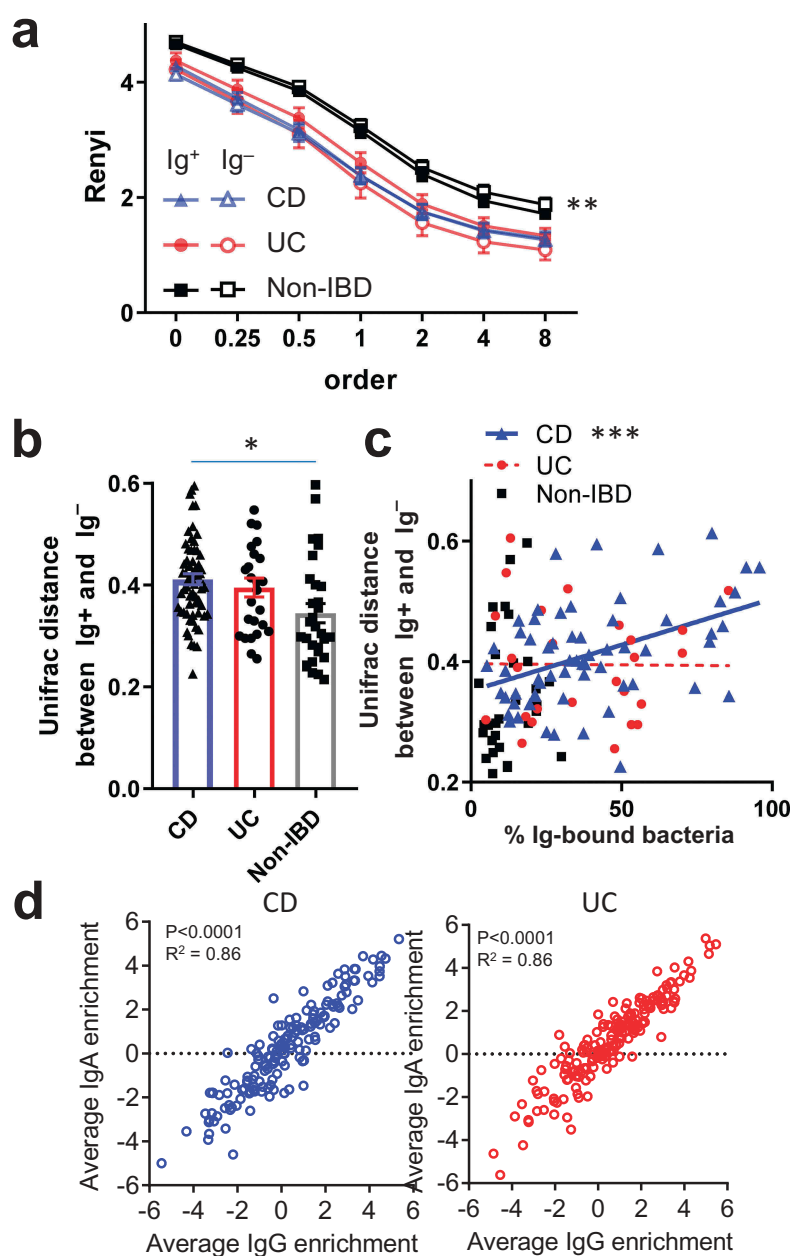 a
Renyi
4
2
0
Ig⁺ Ig⁻
CD
UC
Non-IBD
**
0 0.25 0.5 1 2 4 8
order
b
Unifrac distance
between Ig+ and Ig⁻
0.6
0.4
0.2
0.0
*
CD UC Non-IBD
c
CD ***
UC
Non-IBD
Unifrac distance
between Ig+ and Ig⁻
0.6
0.4
0.2
0 50 100
% Ig-bound bacteria
d
CD
P<0.0001
R² = 0.86
Average IgA enrichment
6
4
2
0
-2
-4
-6
-6 -4 -2 0 2 4 6
Average IgG enrichment
UC
P<0.0001
R² = 0.86
Average IgA enrichment
6
4
2
0
-2
-4
-6
-6 -4 -2 0 2 4 6
Average IgG enrichment